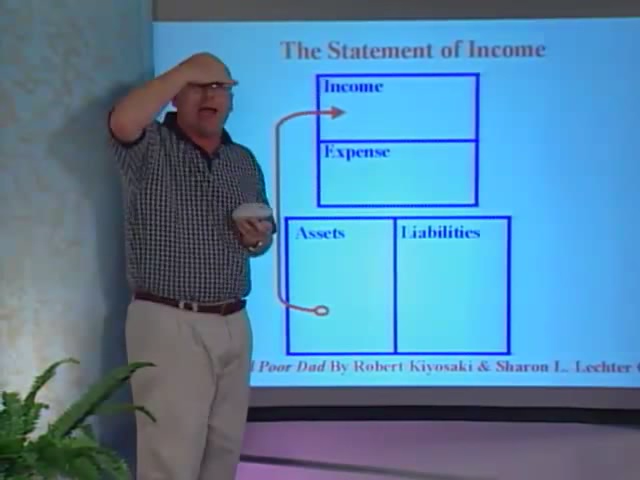 The Statement of Income
Income
Expense
Assets
Liabilities
Poor Dad By Robert Kiyosaki & Sharon L. Lechter